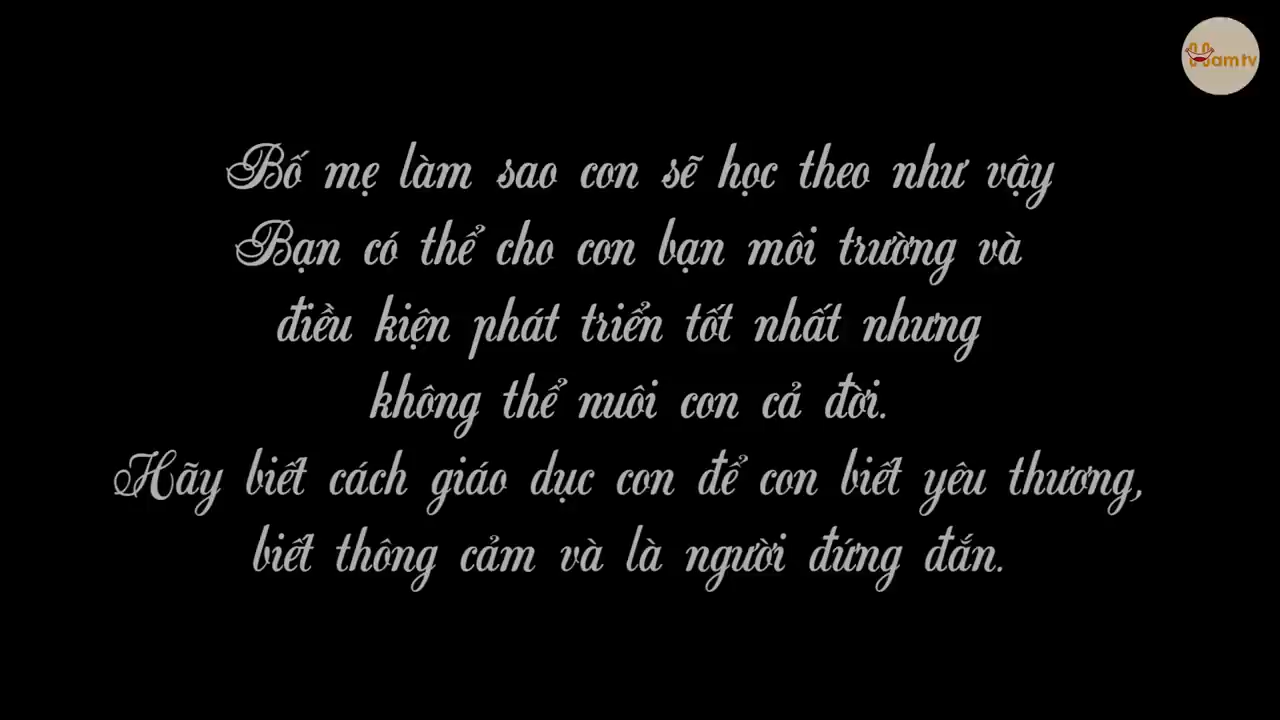 Hamtv
Bố mẹ làm sao con sẽ học theo như vậy
Bạn có thể cho con bạn môi trường và
điều kiện phát triển tốt nhất nhưng
không thể nuôi con cả đời.
Hãy biết cách giáo dục con để con biết yêu thương,
biết thông cảm và là người đứng đắn.